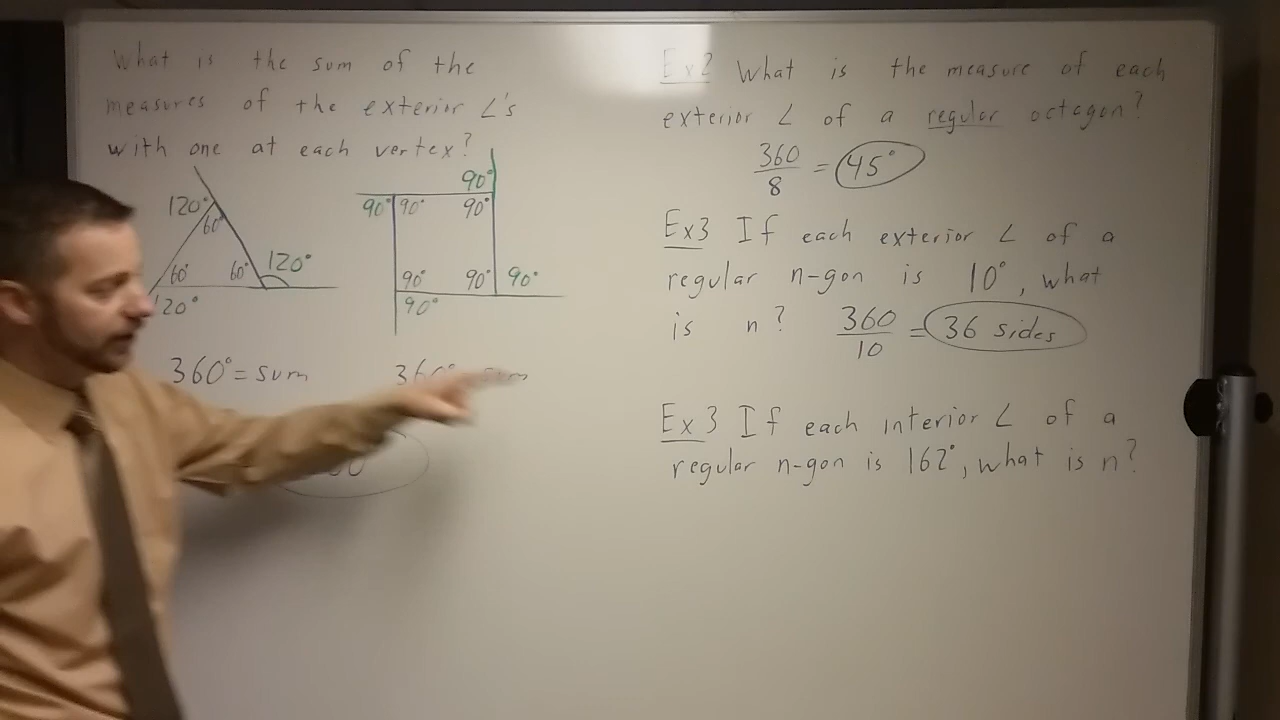 What is the sum of the
measures of the exterior ∠'s
with one at each vertex?
120°
60°
60°
60°
120°
120°
90°
90°
90°
90°
90°
90°
90°
90°
360° = sum
Ex2 What is the measure of each
exterior ∠ of a regular octagon?
360/8 = 45°
Ex3 If each exterior ∠ of a
regular n-gon is 10°, what
is n? 360/10 = 36 sides
Ex3 If each interior ∠ of a
regular n-gon is 162°, what is n?